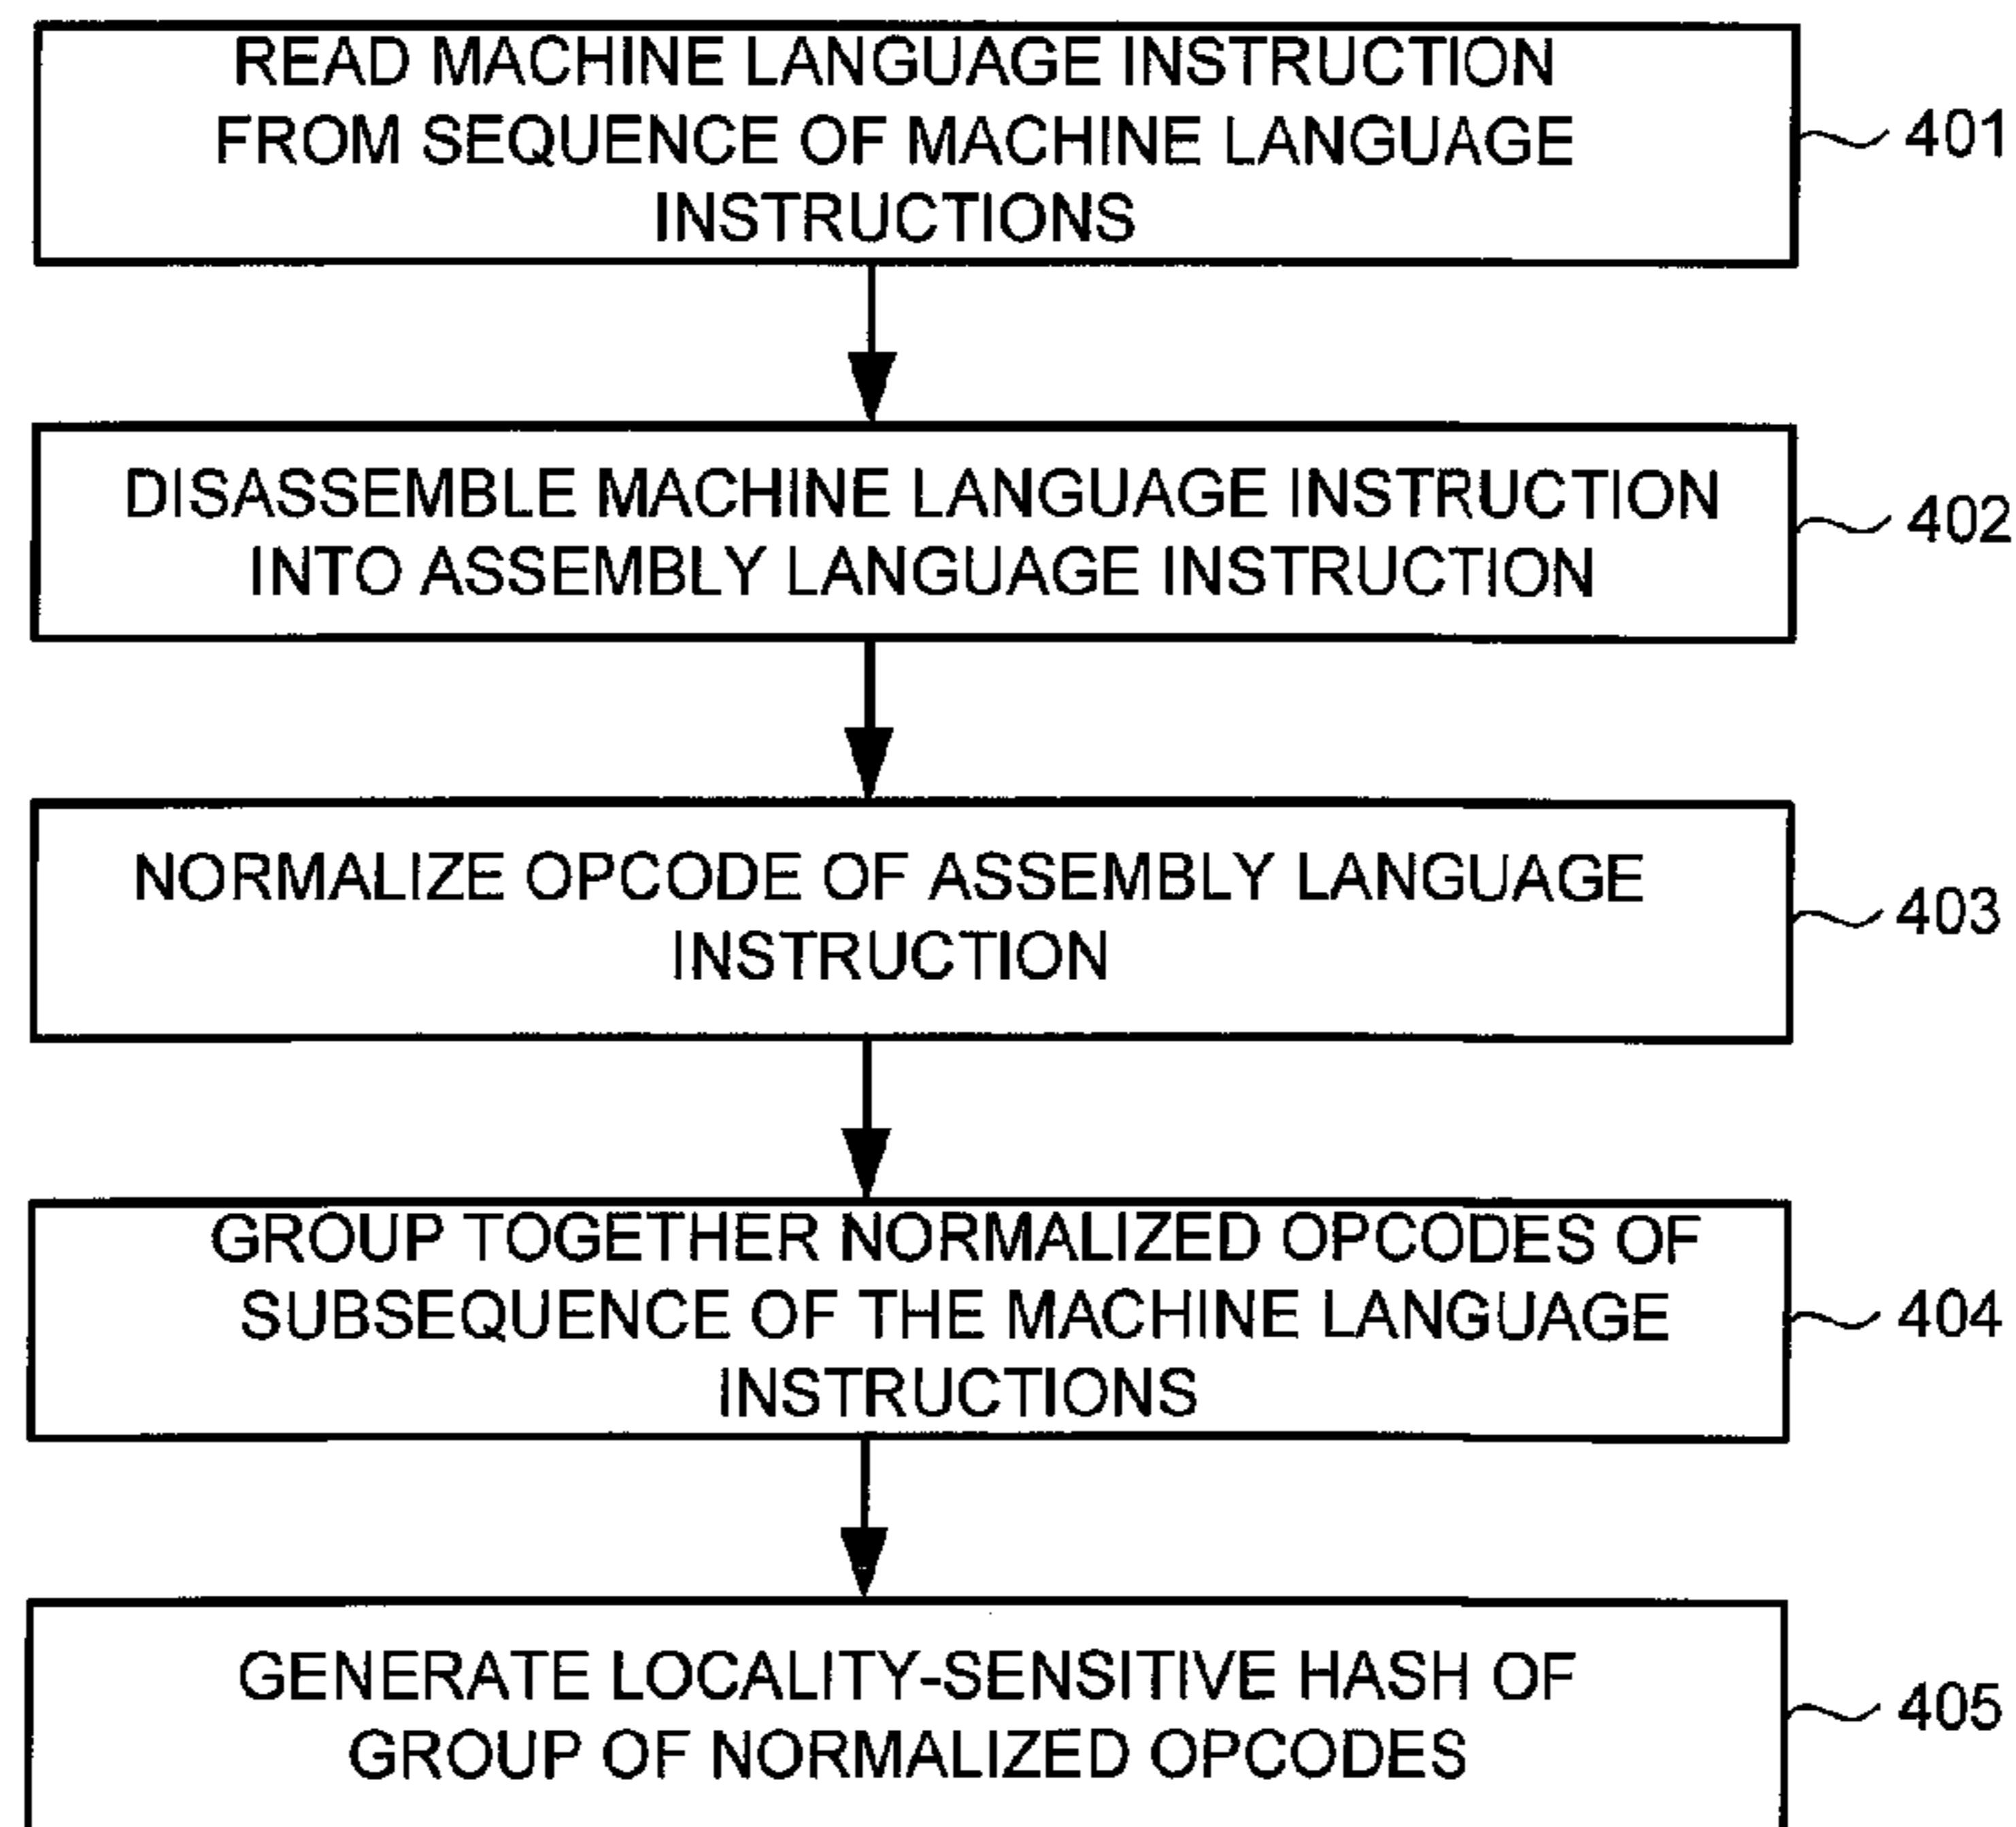 READ MACHINE LANGUAGE INSTRUCTION
FROM SEQUENCE OF MACHINE LANGUAGE
INSTRUCTIONS
401
DISASSEMBLE MACHINE LANGUAGE INSTRUCTION
INTO ASSEMBLY LANGUAGE INSTRUCTION
402
NORMALIZE OPCODE OF ASSEMBLY LANGUAGE
INSTRUCTION
403
GROUP TOGETHER NORMALIZED OPCODES OF
SUBSEQUENCE OF THE MACHINE LANGUAGE
INSTRUCTIONS
404
GENERATE LOCALITY-SENSITIVE HASH OF
GROUP OF NORMALIZED OPCODES
405